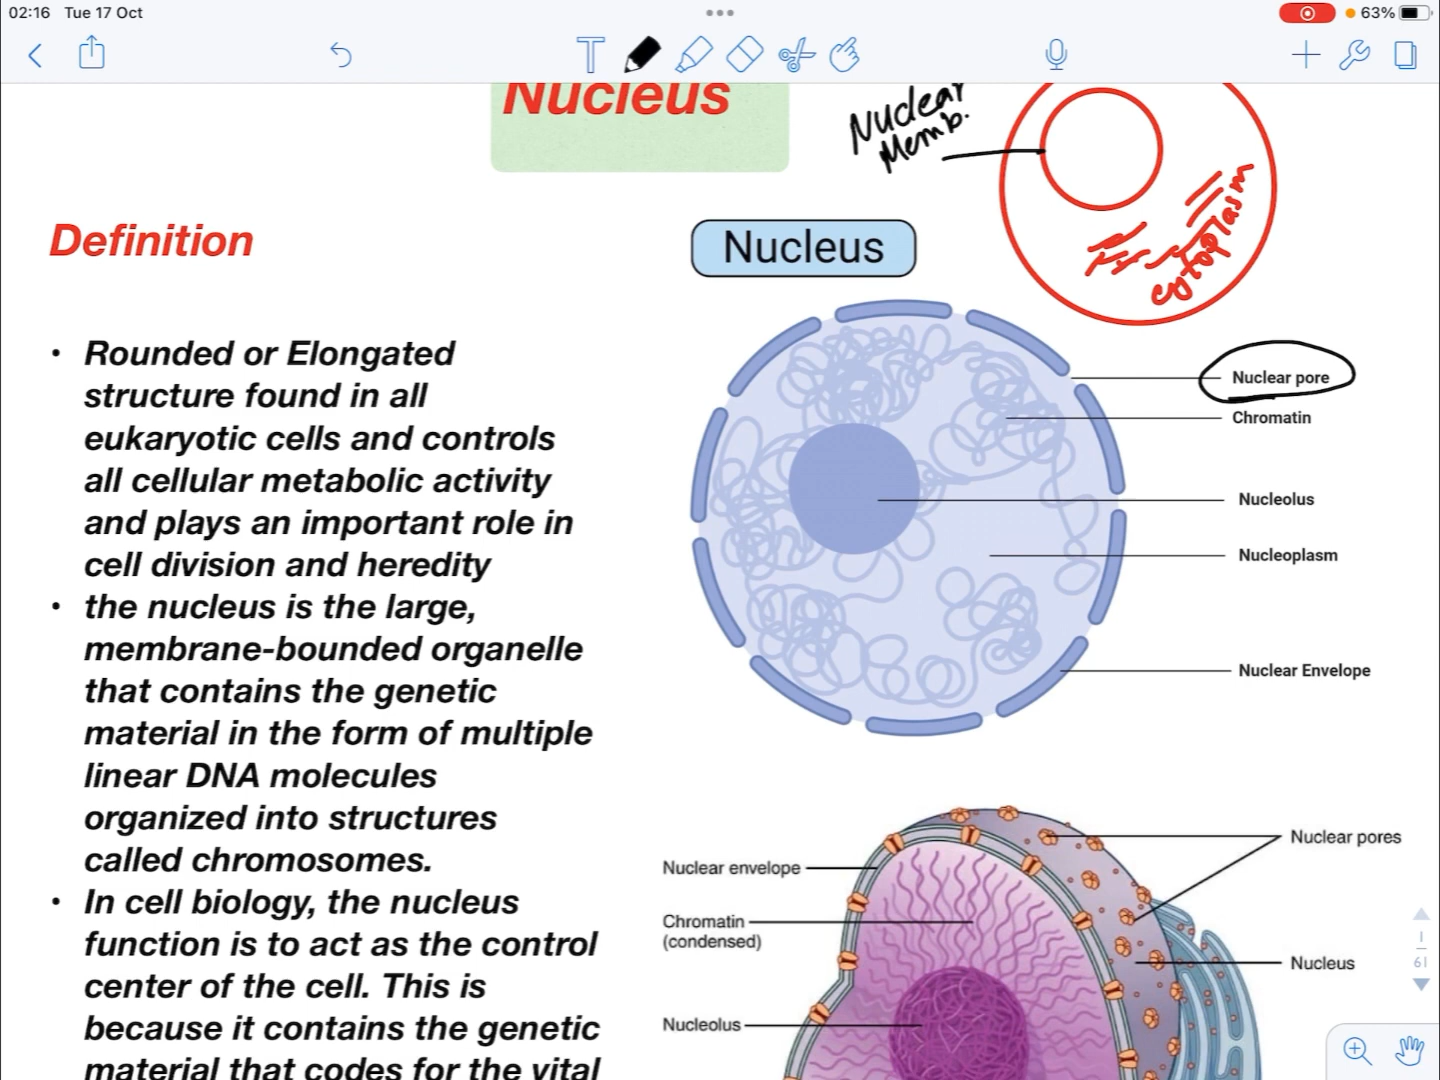 02:16 Tue 17 Oct
63%
T
Nucleus
Nuclear
Memb.
cytoplasm
Definition
Nucleus
• Rounded or Elongated
structure found in all
eukaryotic cells and controls
all cellular metabolic activity
and plays an important role in
cell division and heredity
• the nucleus is the large,
membrane-bounded organelle
that contains the genetic
material in the form of multiple
linear DNA molecules
organized into structures
called chromosomes.
• In cell biology, the nucleus
function is to act as the control
center of the cell. This is
because it contains the genetic
material that codes for the vital
Nuclear pore
Chromatin
Nucleolus
Nucleoplasm
Nuclear Envelope
Nuclear envelope
Chromatin
(condensed)
Nucleolus
Nuclear pores
Nucleus
1
61